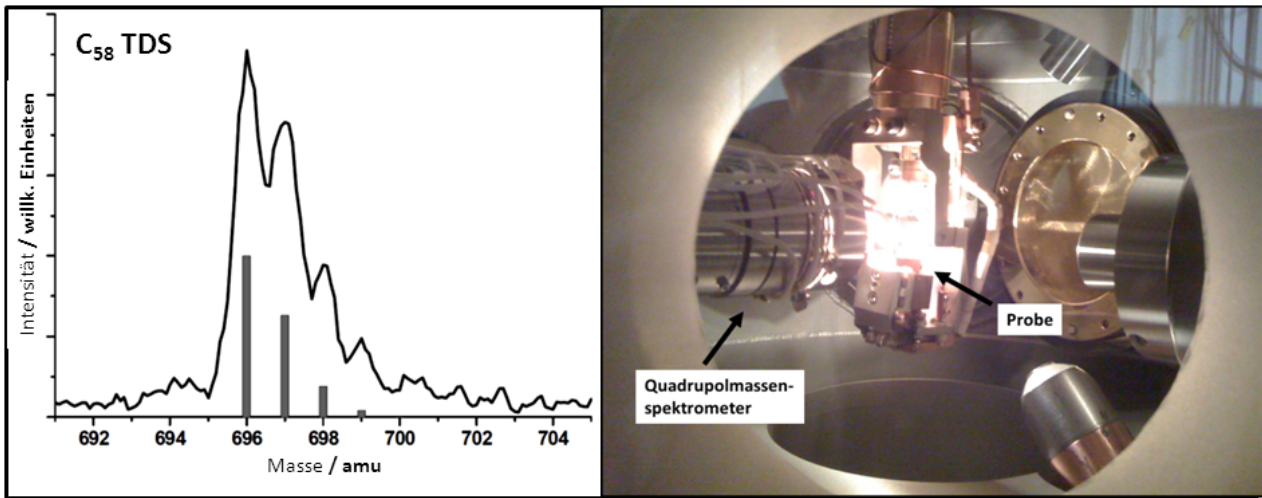 C₅₈ TDS
Intensität / willk. Einheiten
692 694 696 698 700 702 704
Masse / amu
Probe
Quadrupolmassen-
spektrometer